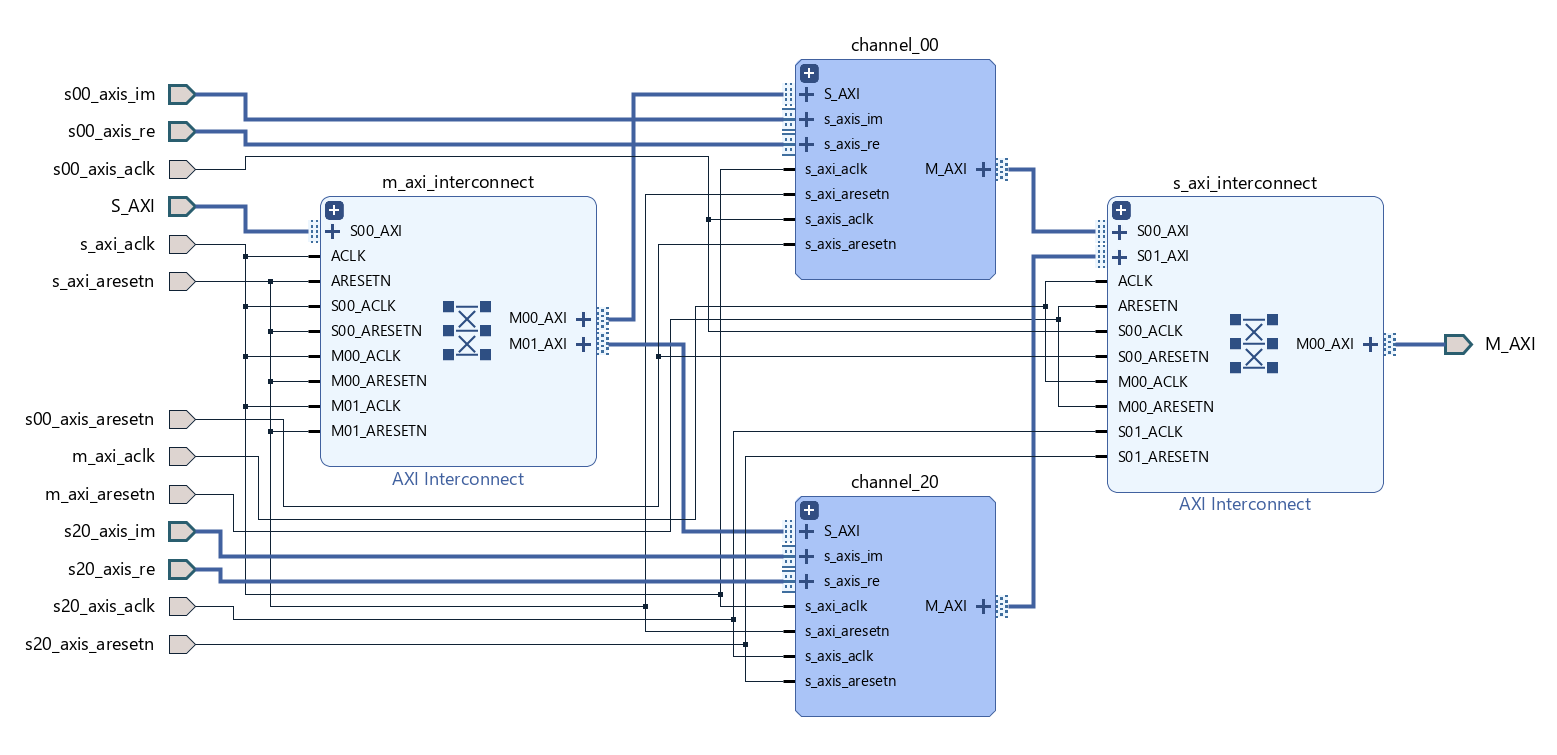 s00_axis_im
s00_axis_re
s00_axis_aclk
S_AXI
s_axi_aclk
s_axi_aresetn
s00_axis_aresetn
m_axi_aclk
m_axi_aresetn
s20_axis_im
s20_axis_re
s20_axis_aclk
s20_axis_aresetn
m_axi_interconnect
S00_AXI
ACLK
ARESETN
S00_ACLK
S00_ARESETN
M00_ACLK
M00_ARESETN
M01_ACLK
M01_ARESETN
M00_AXI
M01_AXI
AXI Interconnect
channel_00
S_AXI
s_axis_im
s_axis_re
s_axi_aclk
s_axi_aresetn
s_axis_aclk
s_axis_aresetn
M_AXI
channel_20
S_AXI
s_axis_im
s_axis_re
s_axi_aclk
s_axi_aresetn
s_axis_aclk
s_axis_aresetn
M_AXI
s_axi_interconnect
S00_AXI
S01_AXI
ACLK
ARESETN
S00_ACLK
S00_ARESETN
M00_ACLK
M00_ARESETN
S01_ACLK
S01_ARESETN
M00_AXI
AXI Interconnect
M_AXI